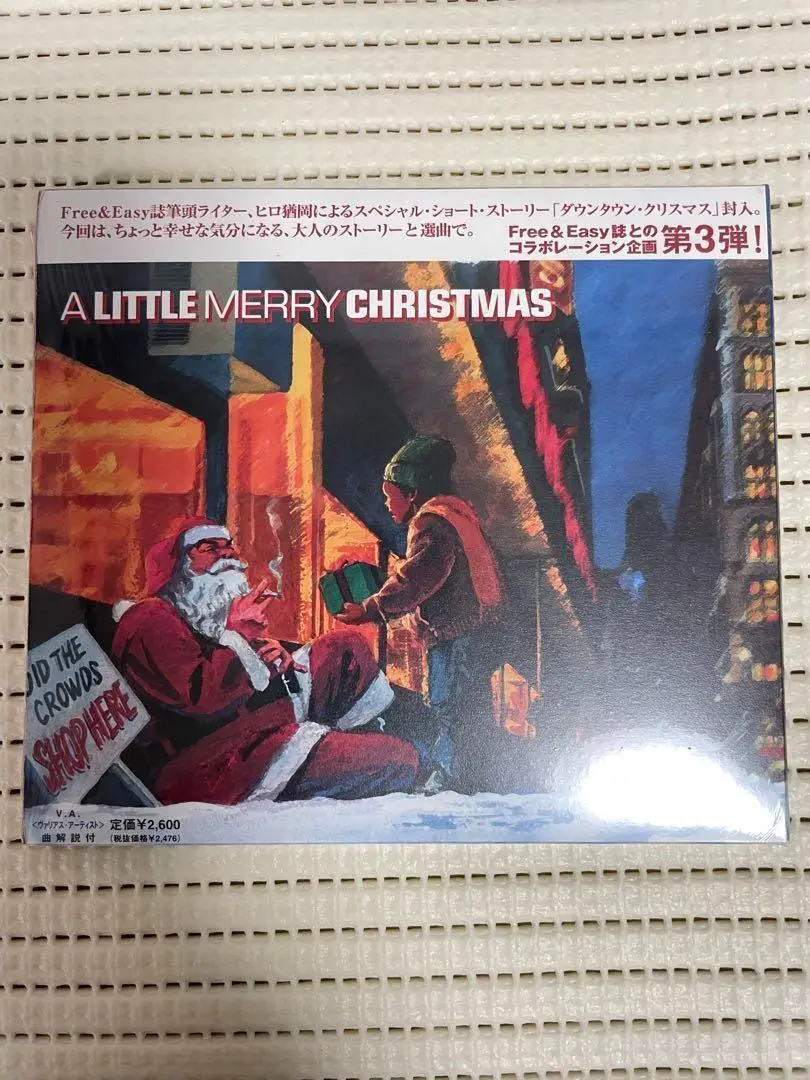 Free&Easy誌筆頭ライター、ヒロ猶岡によるスペシャル・ショート・ストーリー「ダウンタウン・クリスマス」封入。
今回は、ちょっと幸せな気分になる、大人のストーリーと選曲で。
Free&Easy誌との
コラボレーション企画 第3弾!
A LITTLE MERRY CHRISTMAS
ID THE
CROWDS
SHOP HERE
V.A.
<ヴァリアス・アーティスト> 定価¥2,600
曲解説付 (税抜価格¥2,476)